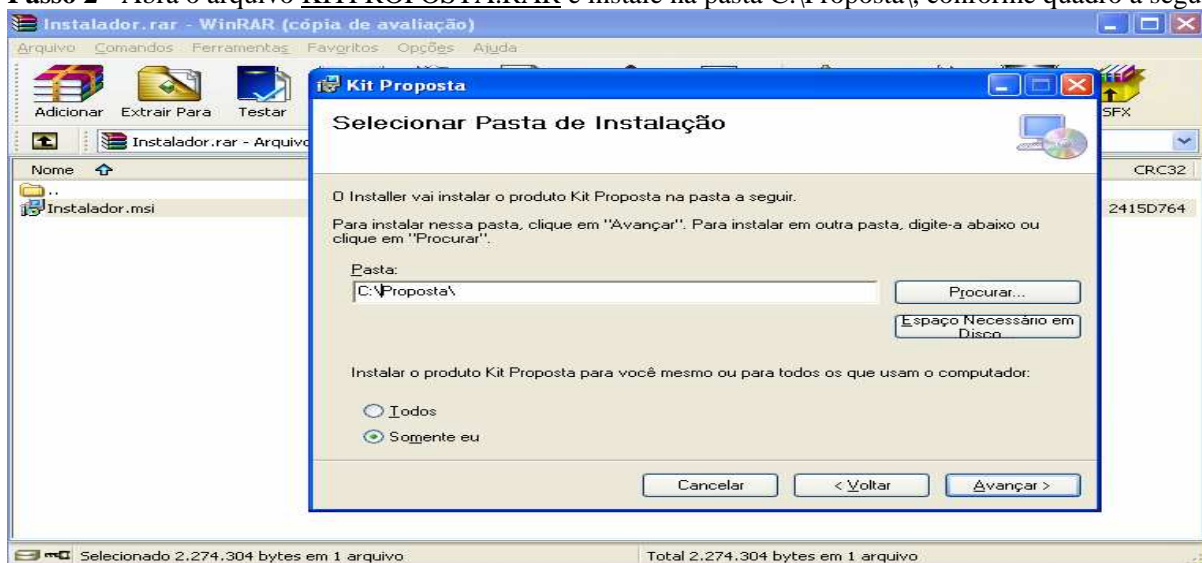 Passo 2 - Abra o arquivo KITPROPOSTA.RAR e instale na pasta C:\Proposta\, conforme quadro a segui
Instalador.rar - WinRAR (cópia de avaliação)
Arquivo Comandos Ferramentas Favoritos Opções Ajuda
Adicionar Extrair Para Testar SFX
Instalador.rar - Arquivo
Nome CRC32
..
Instalador.msi 2415D764
Kit Proposta
Selecionar Pasta de Instalação
O Installer vai instalar o produto Kit Proposta na pasta a seguir.
Para instalar nessa pasta, clique em "Avançar". Para instalar em outra pasta, digite-a abaixo ou
clique em "Procurar".
Pasta:
C:\Proposta\
Procurar...
Espaço Necessário em
Disco...
Instalar o produto Kit Proposta para você mesmo ou para todos os que usam o computador:
Todos
Somente eu
Cancelar < Voltar Avançar >
Selecionado 2.274.304 bytes em 1 arquivo Total 2.274.304 bytes em 1 arquivo